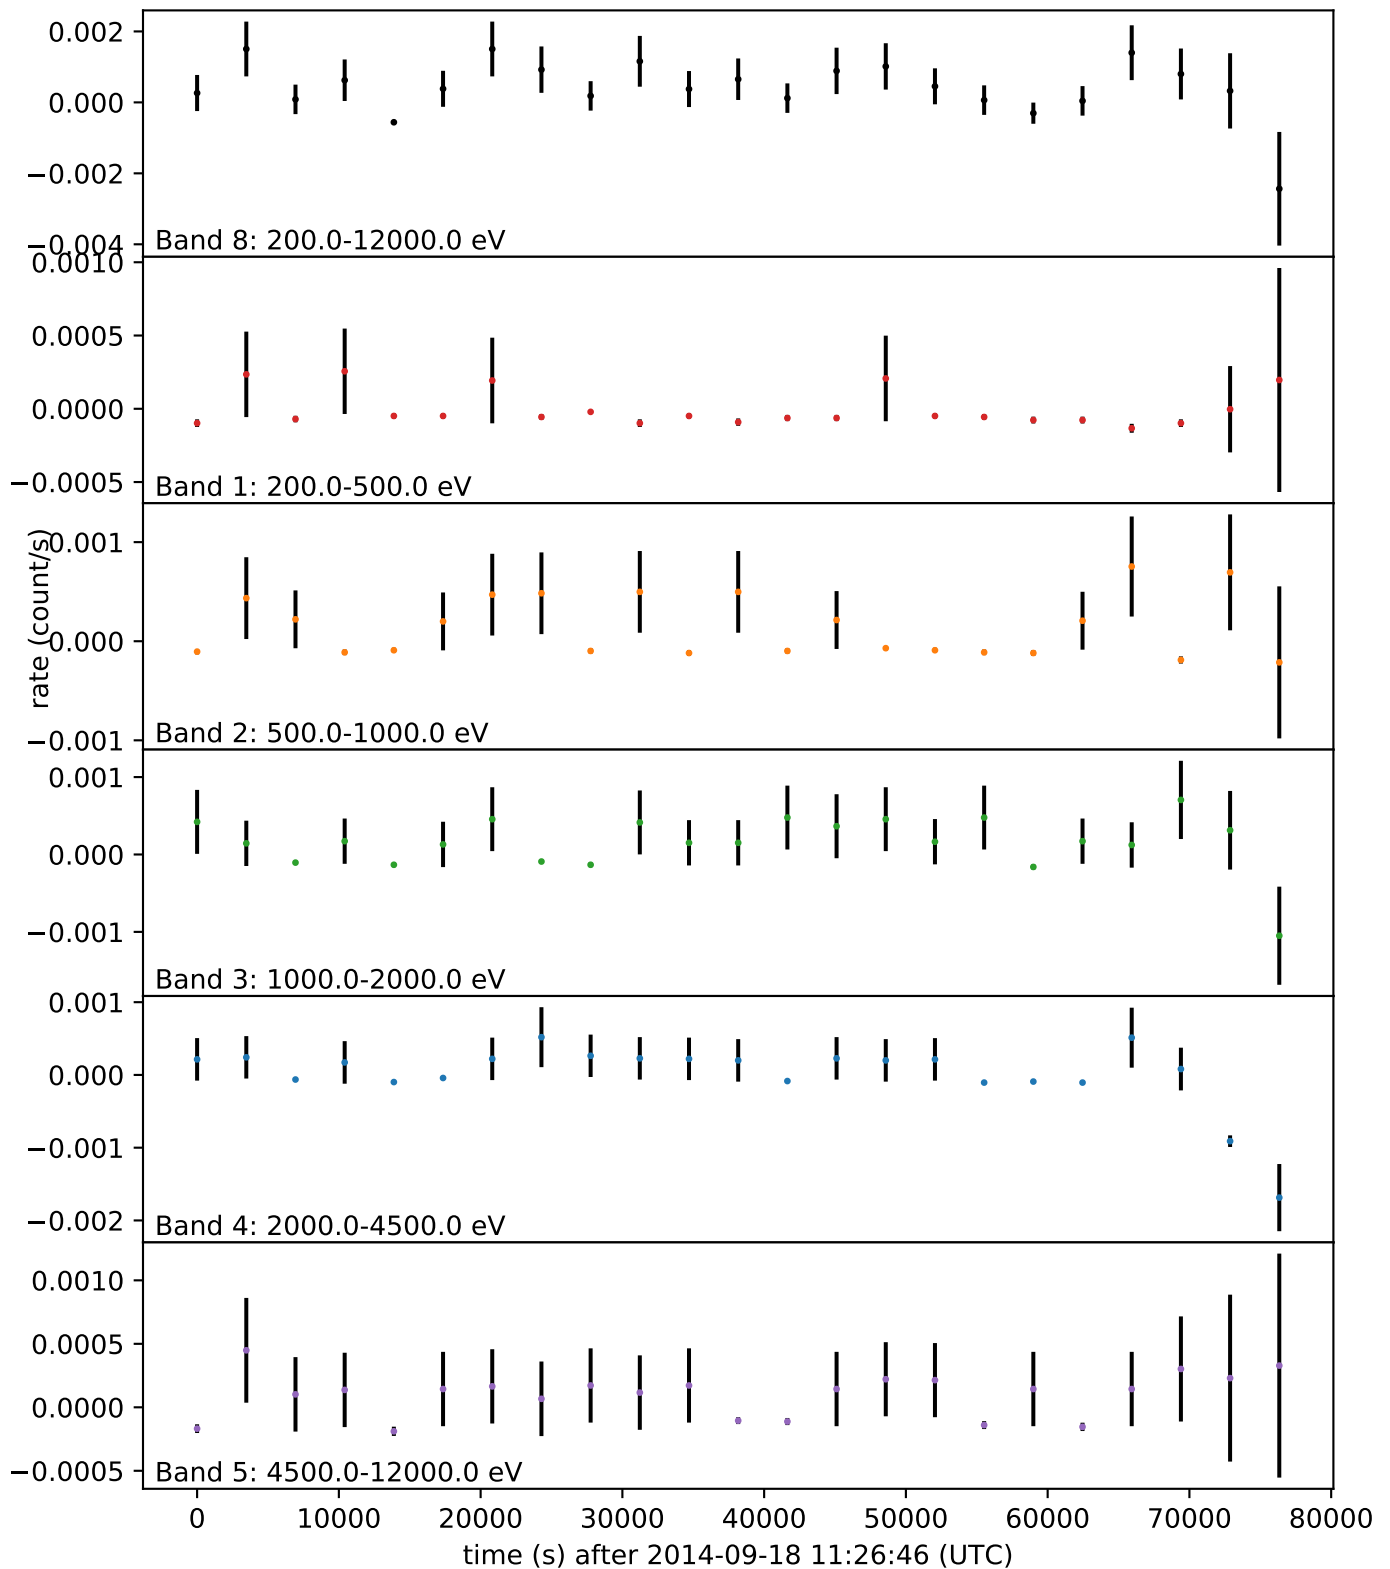 0.002
0.000
−0.002
−0.004
Band 8: 200.0-12000.0 eV
0.0010
0.0005
0.0000
−0.0005
Band 1: 200.0-500.0 eV
rate (count/s)
0.001
0.000
−0.001
Band 2: 500.0-1000.0 eV
0.001
0.000
−0.001
Band 3: 1000.0-2000.0 eV
0.001
0.000
−0.001
−0.002
Band 4: 2000.0-4500.0 eV
0.0010
0.0005
0.0000
−0.0005
Band 5: 4500.0-12000.0 eV
0 10000 20000 30000 40000 50000 60000 70000 80000
time (s) after 2014-09-18 11:26:46 (UTC)